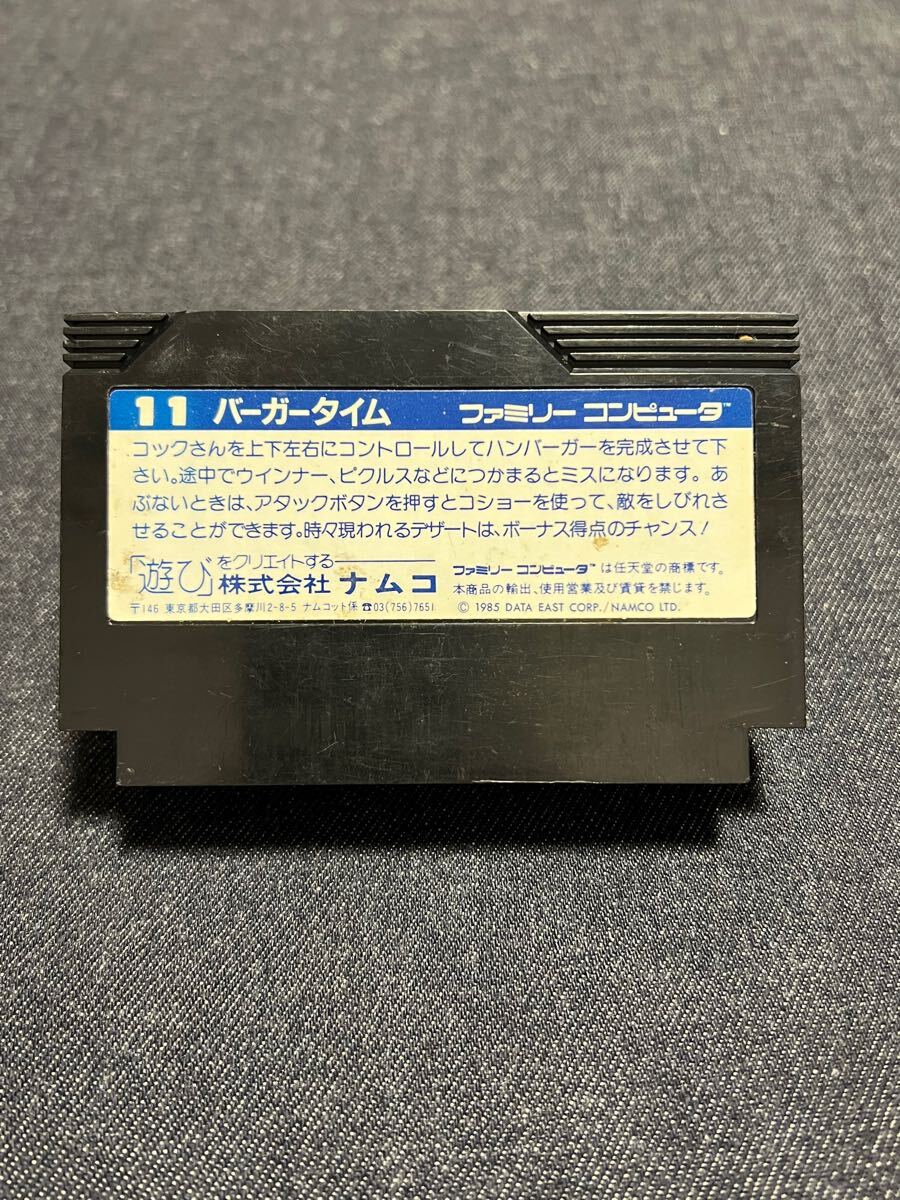 11 バーガータイム ファミリー コンピュータ™
コックさんを上下左右にコントロールしてハンバーガーを完成させて下
さい。途中でウインナー、ピクルスなどにつかまるとミスになります。あ
ぶないときは、アタックボタンを押すとコショーを使って、敵をしびれさ
せることができます。時々現われるデザートは、ボーナス得点のチャンス!
「遊び」をクリエイトする
株式会社 ナムコ
〒146 東京都大田区多摩川2-8-5 ナムコット係 ☎03(756)7651
ファミリー コンピュータ™ は任天堂の商標です。
本商品の輸出、使用営業及び賃貸を禁じます。
© 1985 DATA EAST CORP./NAMCO LTD.